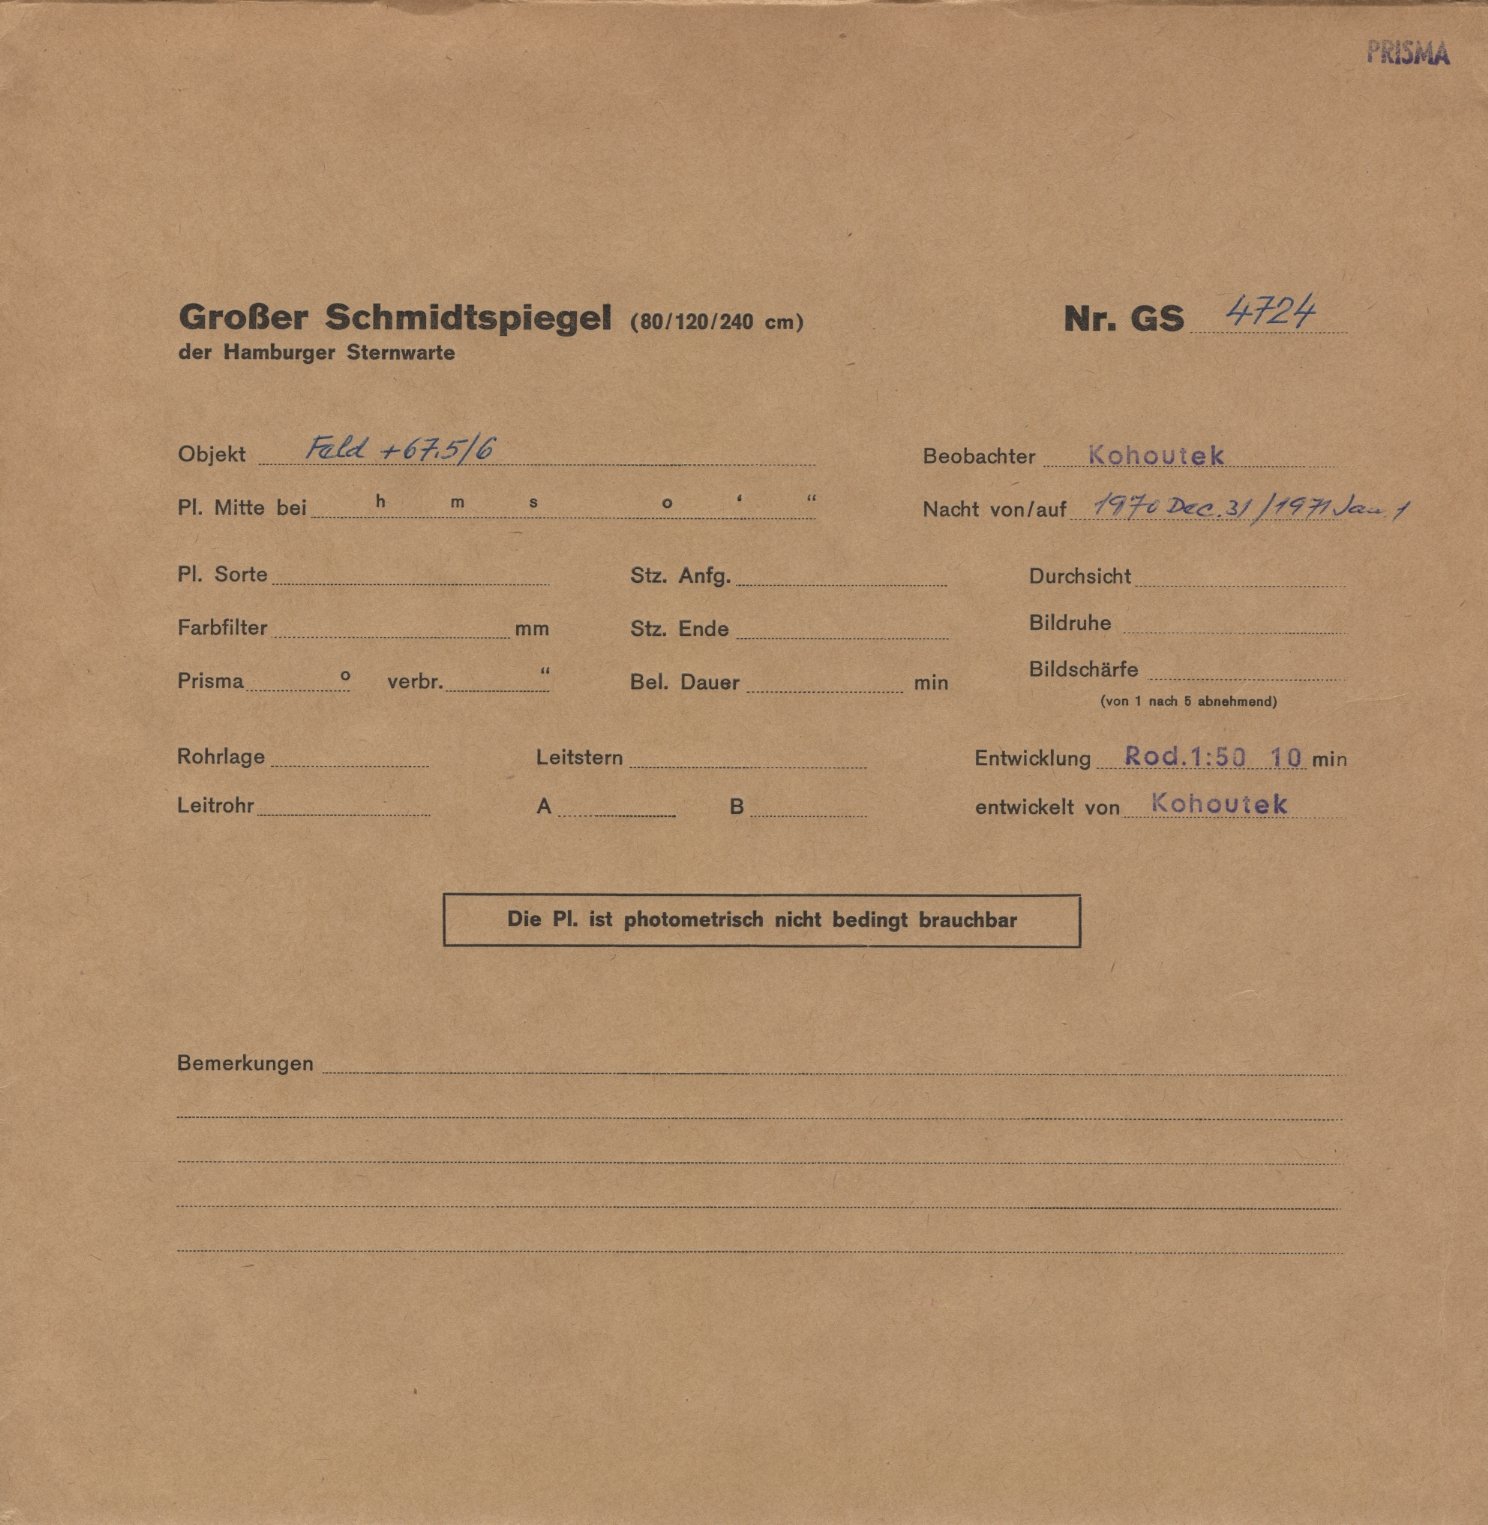 PRISMA
Großer Schmidtspiegel (80/120/240 cm) Nr. GS 4724
der Hamburger Sternwarte
Objekt Feld +67.5/6 Beobachter Kohoutek
Pl. Mitte bei h m s o ‘ “ Nacht von/auf 1970 Dec. 31/1971 Jan. 1
Pl. Sorte Stz. Anfg. Durchsicht
Farbfilter mm Stz. Ende Bildruhe
Prisma o verbr. “ Bel. Dauer min Bildschärfe
(von 1 nach 5 abnehmend)
Rohrlage Leitstern Entwicklung Rod.1:50 10 min
Leitrohr A B entwickelt von Kohoutek
Die Pl. ist photometrisch nicht bedingt brauchbar
Bemerkungen